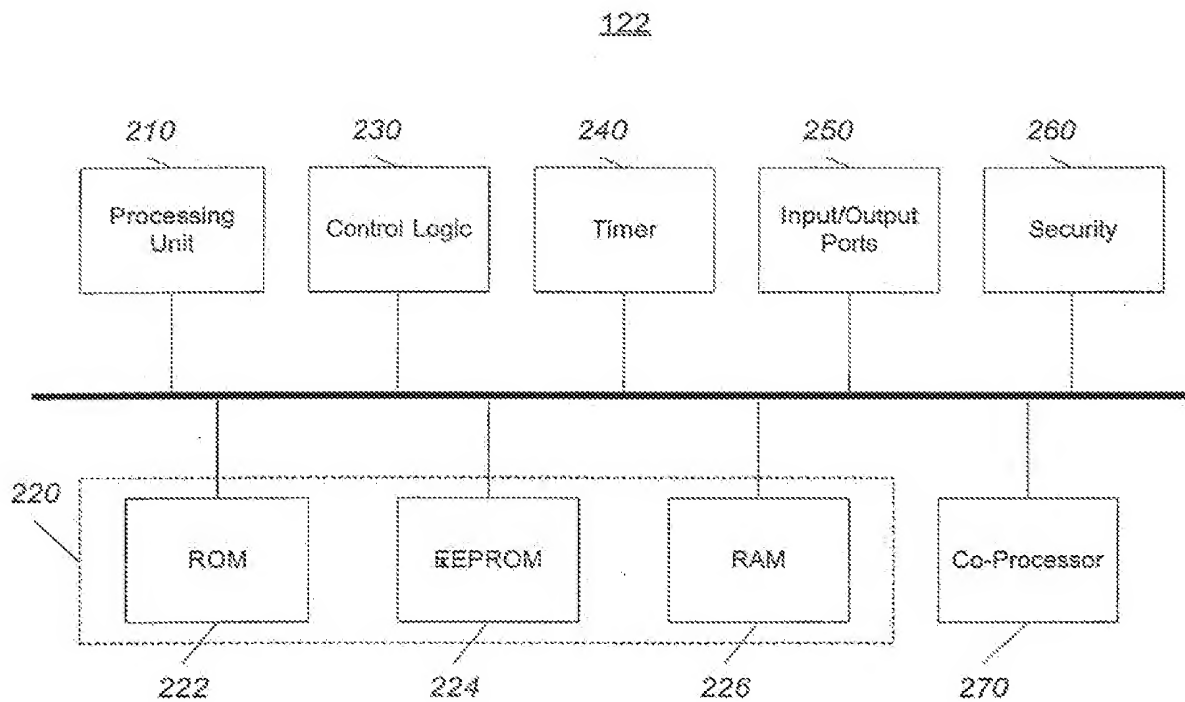 122
210 230 240 250 260
Processing
Unit
Control Logic
Timer
Input/Output
Ports
Security
220
ROM
EEPROM
RAM
Co-Processor
222 224 226 270